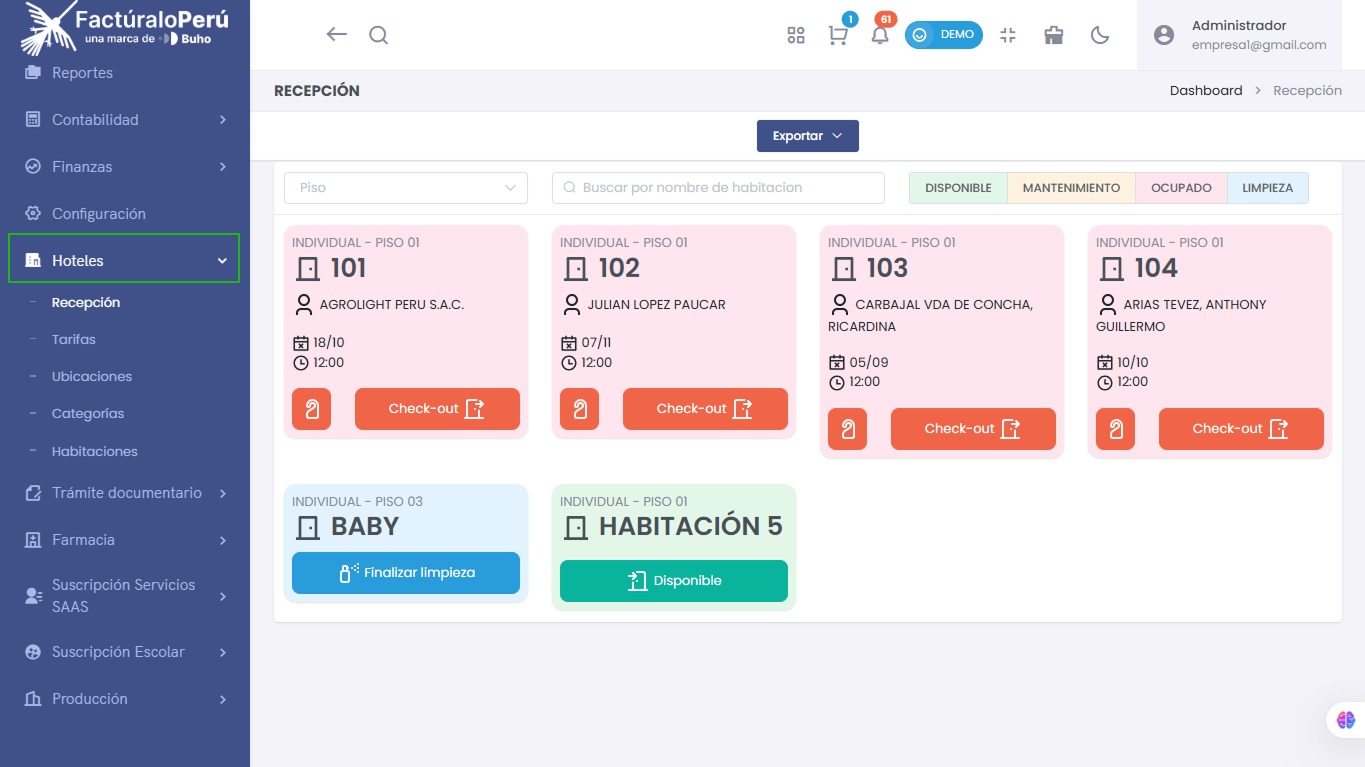 FactúraloPerú
una marca de Buho
Reportes
Contabilidad
Finanzas
Configuración
Hoteles
Recepción
Tarifas
Ubicaciones
Categorías
Habitaciones
Trámite documentario
Farmacia
Suscripción Servicios
SAAS
Suscripción Escolar
Producción
1
61
DEMO
Administrador
empresa1@gmail.com
RECEPCIÓN
Dashboard > Recepción
Exportar
Piso
Buscar por nombre de habitacion
DISPONIBLE MANTENIMIENTO OCUPADO LIMPIEZA
INDIVIDUAL - PISO 01
101
AGROLIGHT PERU S.A.C.
18/10
12:00
Check-out
INDIVIDUAL - PISO 01
102
JULIAN LOPEZ PAUCAR
07/11
12:00
Check-out
INDIVIDUAL - PISO 01
103
CARBAJAL VDA DE CONCHA,
RICARDINA
05/09
12:00
Check-out
INDIVIDUAL - PISO 01
104
ARIAS TEVEZ, ANTHONY
GUILLERMO
10/10
12:00
Check-out
INDIVIDUAL - PISO 03
BABY
Finalizar limpieza
INDIVIDUAL - PISO 01
HABITACIÓN 5
Disponible